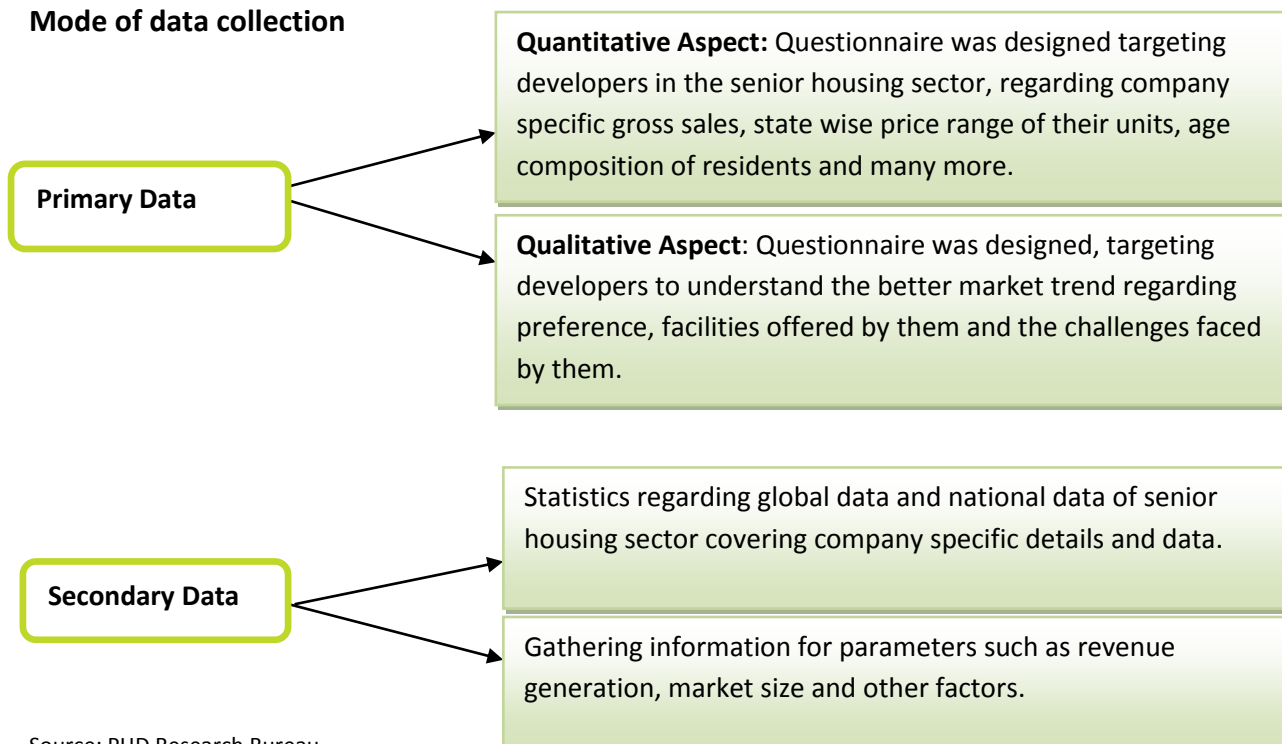 Mode of data collection
Quantitative Aspect: Questionnaire was designed targeting
developers in the senior housing sector, regarding company
specific gross sales, state wise price range of their units, age
composition of residents and many more.
Primary Data
Qualitative Aspect: Questionnaire was designed, targeting
developers to understand the better market trend regarding
preference, facilities offered by them and the challenges faced
by them.
Statistics regarding global data and national data of senior
housing sector covering company specific details and data.
Secondary Data
Gathering information for parameters such as revenue
generation, market size and other factors.
Source: PHD Research Bureau